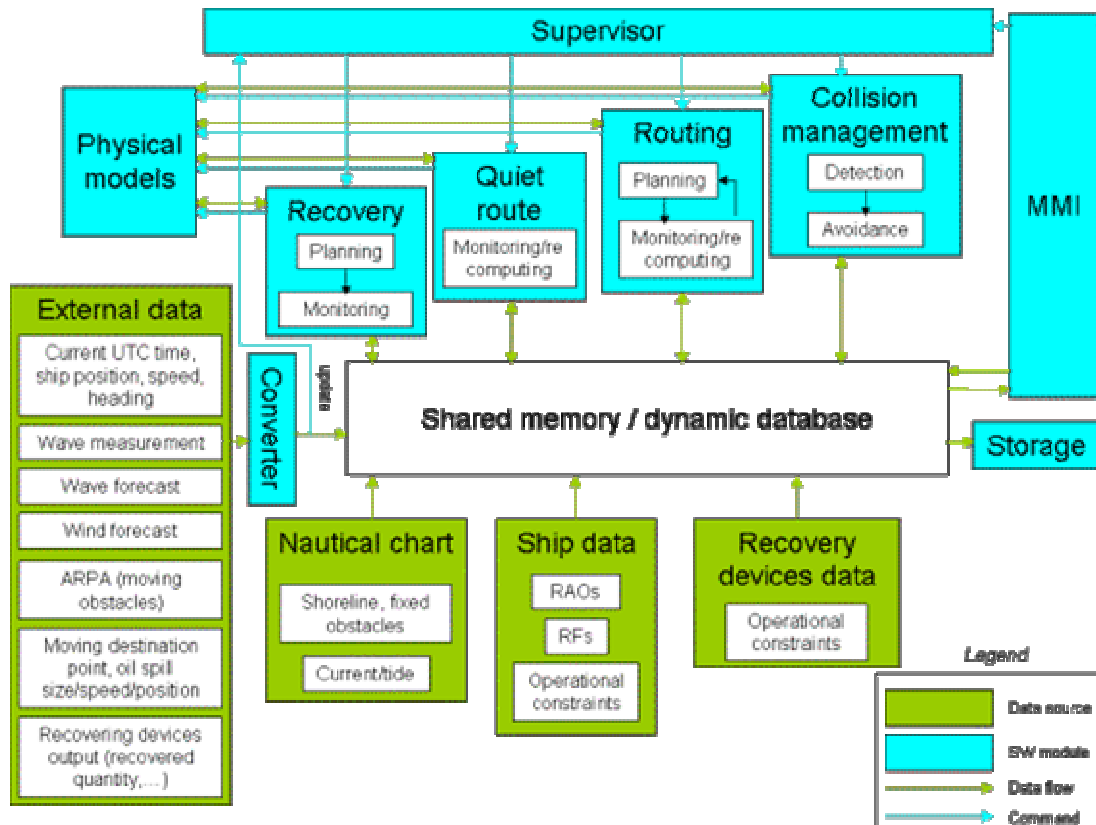 Supervisor
Physical
models
Recovery
Planning
Monitoring
Quiet
route
Monitoring/re
computing
Routing
Planning
Monitoring/re
computing
Collision
management
Detection
Avoidance
MMI
External data
Current UTC time,
ship position, speed,
heading
Wave measurement
Wave forecast
Wind forecast
ARPA (moving
obstacles)
Moving destination
point, oil spill
size/speed/position
Recovering devices
output (recovered
quantity,...)
Converter
update
Shared memory / dynamic database
Storage
Nautical chart
Shoreline, fixed
obstacles
Current/tide
Ship data
RAOs
RFs
Operational
constraints
Recovery
devices data
Operational
constraints
Legend
Data source
SW module
Data flow
Command